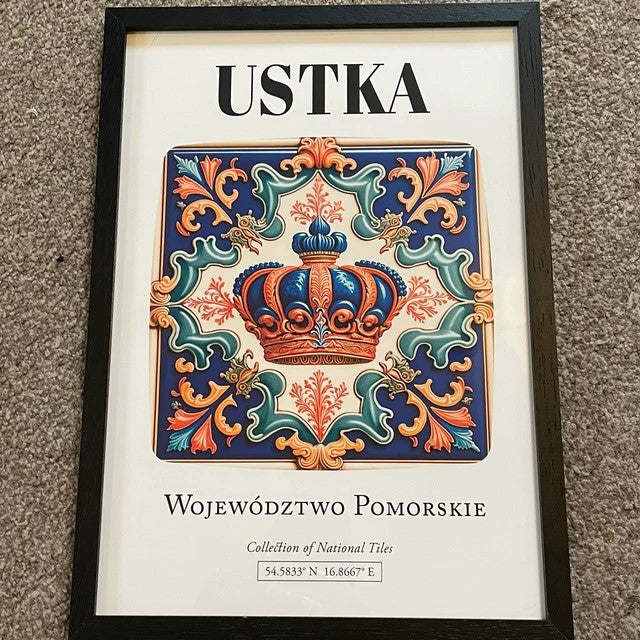 USTKA
Województwo Pomorskie
Collection of National Tiles
54.5833° N 16.8667° E